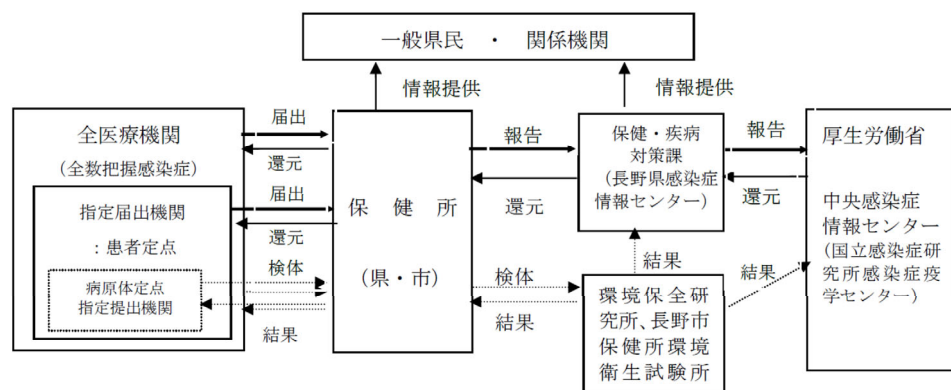 一般県民 ・ 関係機関
情報提供
情報提供
全医療機関
(全数把握感染症)
届出
還元
指定届出機関
：患者定点
届出
還元
病原体定点
指定提出機関
検体
結果
保 健 所
(県・市)
報告
還元
検体
結果
保健・疾病
対策課
(長野県感染症
情報センター)
結果
環境保全研
究所、長野市
保健所環境
衛生試験所
報告
還元
結果
厚生労働省
中央感染症
情報センター
(国立感染症研
究所感染症疫
学センター)